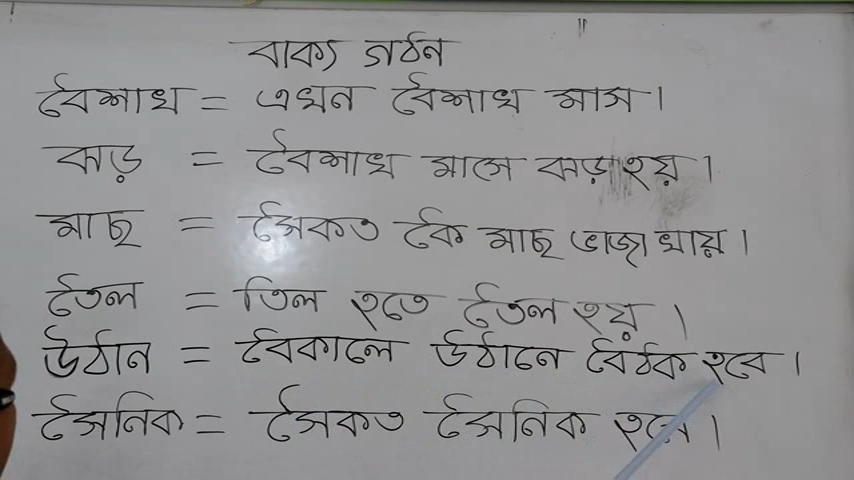 বাক্য গঠন
বৈশাখ = এখন বৈশাখ মাস।
ঝড় = বৈশাখ মাসে ঝড় হয়।
মাছ = সৈকত কৈ মাছ ভাজা খায়।
তৈল = তিল হতে তৈল হয়।
উঠান = বিকালে উঠানে বৈঠক হবে।
সৈনিক = সৈকত সৈনিক হবে।